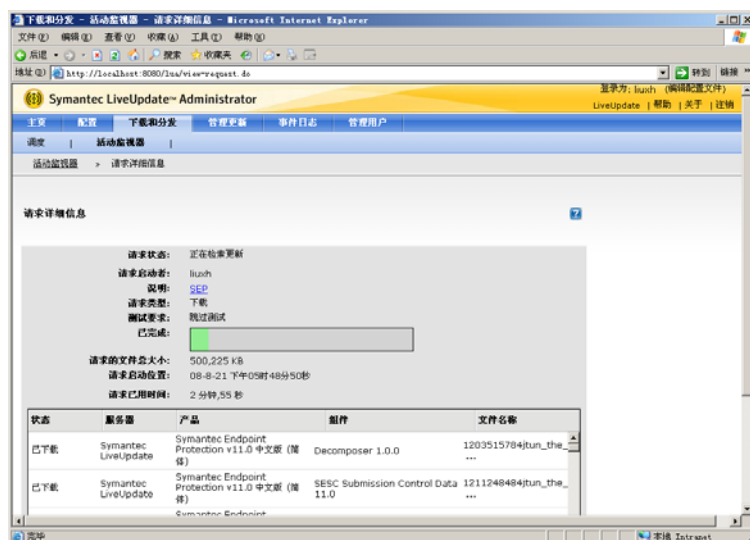 下载和分发 - 活动监视器 - 请求详细信息 - Microsoft Internet Explorer
文件(F) 编辑(E) 查看(V) 收藏(A) 工具(T) 帮助(H)
后退 搜索 收藏夹
地址(D) http://localhost:8080/lua/view-request.do 转到 链接 »
Symantec LiveUpdate™ Administrator
登录方: liuxh (编辑配置文件)
LiveUpdate | 帮助 | 关于 | 注销
主页 配置 下载和分发 管理更新 事件日志 管理用户
调度 | 活动监视器 |
活动监视器 > 请求详细信息
请求详细信息
请求状态: 正在检索更新
请求启动者: liuxh
说明: SEP
请求类型: 下载
测试要求: 跳过测试
已完成:
请求的文件总大小: 500,225 KB
请求启动位置: 08-8-21 下午05时48分50秒
请求已用时间: 2 分钟,55 秒
状态 服务器 产品 组件 文件名称
已下载 Symantec LiveUpdate Symantec Endpoint Protection v11.0 中文版 (简体) Decomposer 1.0.0 1203515784jtun_the_ ...
已下载 Symantec LiveUpdate Symantec Endpoint Protection v11.0 中文版 (简体) SESC Submission Control Data 11.0 1211248484jtun_the_ ...
Symantec Endpoint
完毕 本地 Intranet